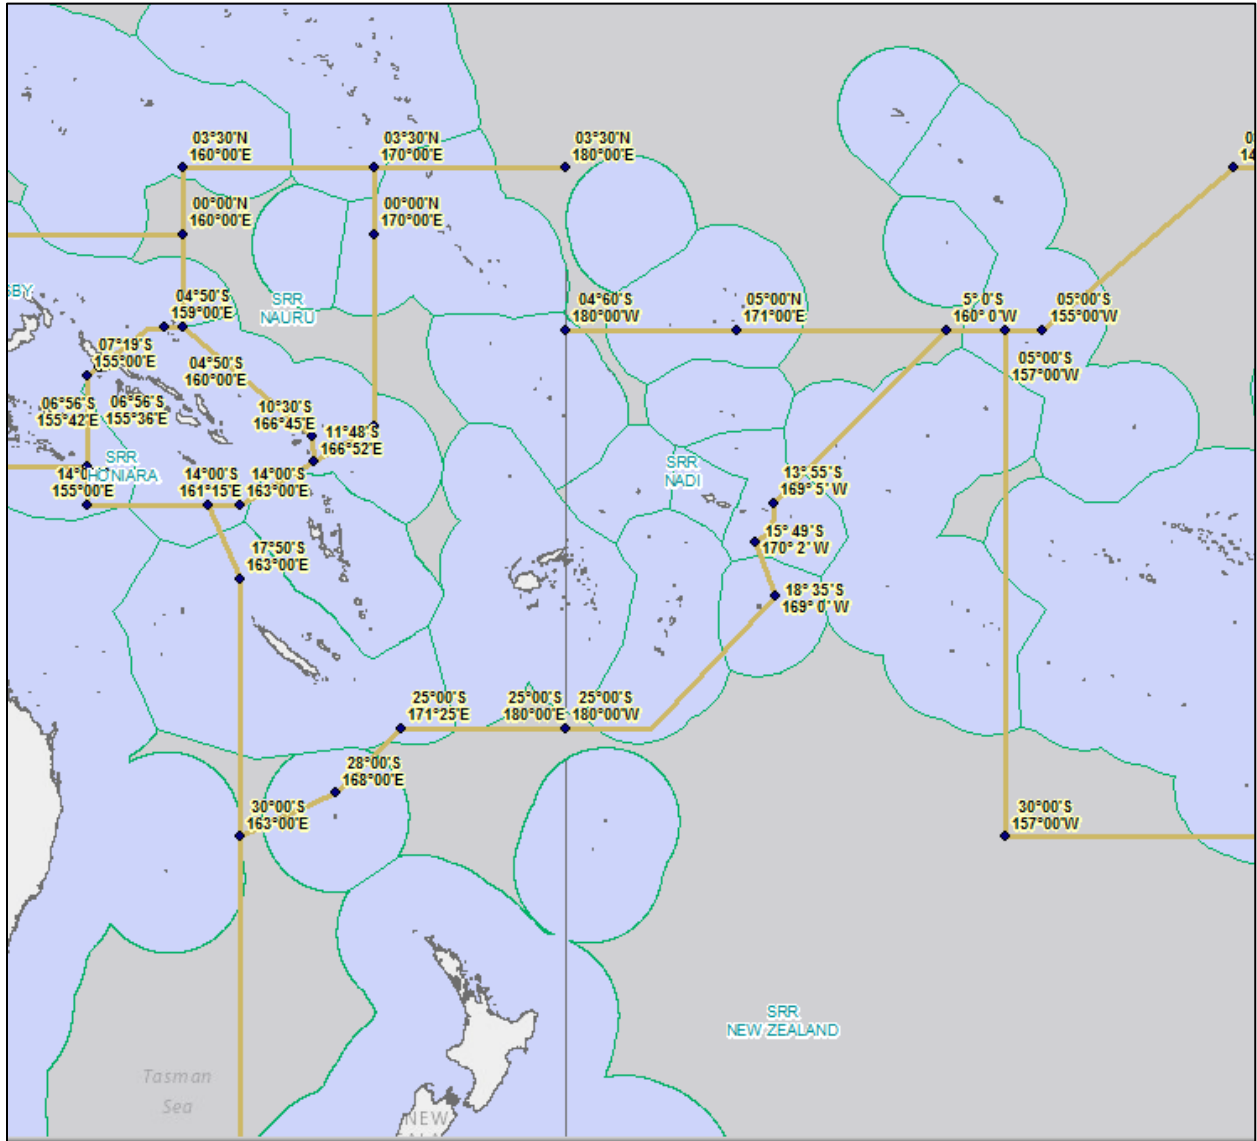 03°30'N
160°00'E
03°30'N
170°00'E
03°30'N
180°00'E
0
14
00°00'N
160°00'E
00°00'N
170°00'E
SBY
SRR
NAURU
04°50'S
159°00'E
04°60'S
180°00'W
05°00'N
171°00'E
5° 0'S
160° 0'W
05°00'S
155°00'W
07°19'S
155°00'E
04°50'S
160°00'E
05°00'S
157°00'W
06°56'S
155°42'E
06°56'S
155°36'E
10°30'S
166°45'E
11°48'S
166°52'E
SRR
HONIARA
14°0
155°00'E
14°00'S
161°15'E
14°00'S
163°00'E
SRR
NADI
13° 55'S
169° 5' W
15° 49'S
170° 2' W
17°50'S
163°00'E
18° 35'S
169° 0' W
25°00'S
171°25'E
25°00'S
180°00'E
25°00'S
180°00'W
28°00'S
168°00'E
30°00'S
163°00'E
30°00'S
157°00'W
SRR
NEW ZEALAND
Tasman
Sea
NEW